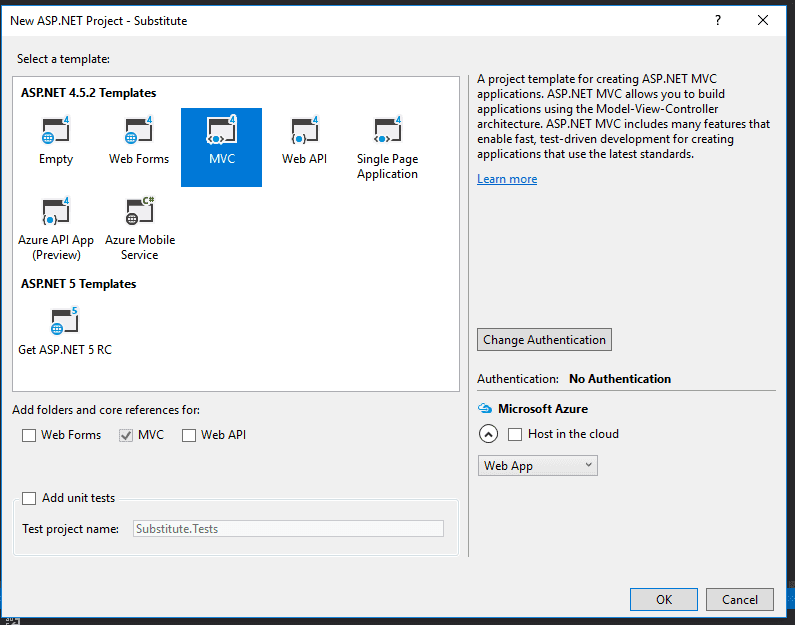 New ASP.NET Project - Substitute
?
Select a template:
ASP.NET 4.5.2 Templates
4
Empty
4
Web Forms
4
MVC
4
Web API
4
Single Page
Application
4
Azure API App
(Preview)
C#
Azure Mobile
Service
ASP.NET 5 Templates
5
Get ASP.NET 5 RC
A project template for creating ASP.NET MVC
applications. ASP.NET MVC allows you to build
applications using the Model-View-Controller
architecture. ASP.NET MVC includes many features that
enable fast, test-driven development for creating
applications that use the latest standards.
Learn more
Change Authentication
Authentication: No Authentication
Microsoft Azure
Host in the cloud
Web App
Add folders and core references for:
Web Forms
MVC
Web API
Add unit tests
Test project name: Substitute.Tests
OK
Cancel